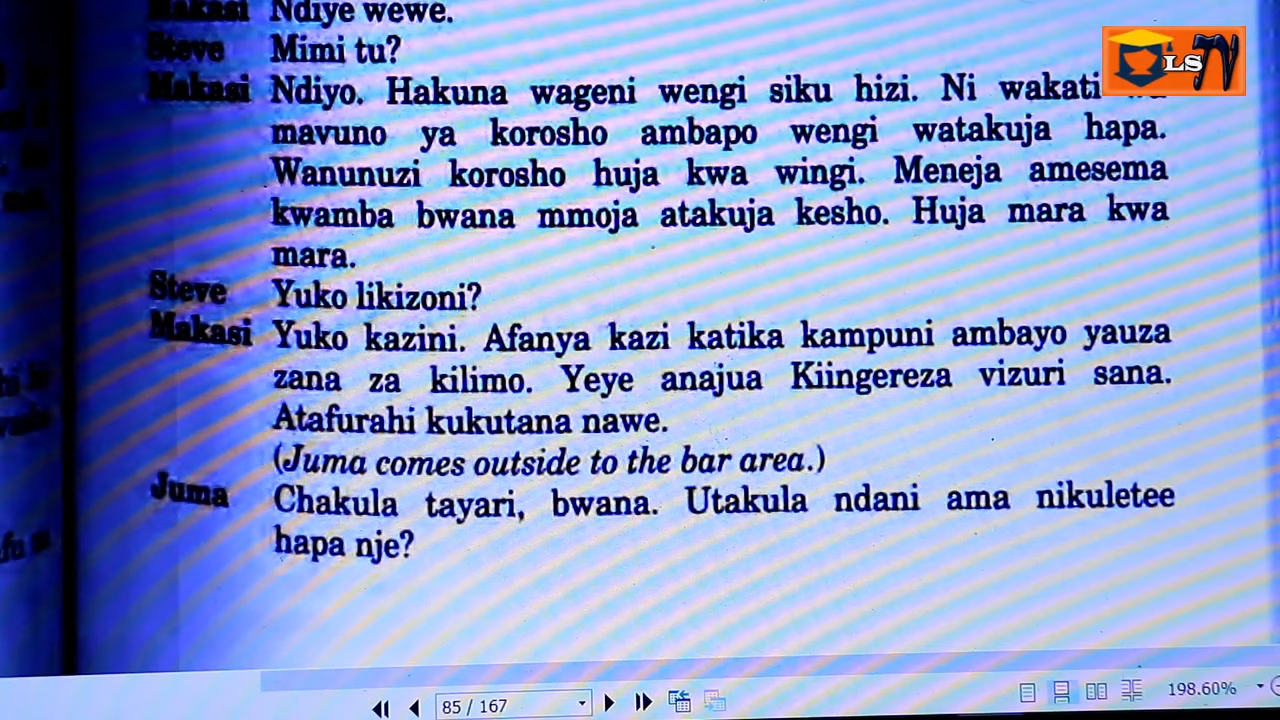 Makasi Ndiye wewe.
Steve Mimi tu?
Makasi Ndiyo. Hakuna wageni wengi siku hizi. Ni wakati
mavuno ya korosho ambapo wengi watakuja hapa.
Wanunuzi korosho huja kwa wingi. Meneja amesema
kwamba bwana mmoja atakuja kesho. Huja mara kwa
mara.
Steve Yuko likizoni?
Makasi Yuko kazini. Afanya kazi katika kampuni ambayo yauza
zana za kilimo. Yeye anajua Kiingereza vizuri sana.
Atafurahi kukutana nawe.
(Juma comes outside to the bar area.)
Juma Chakula tayari, bwana. Utakula ndani ama nikuletee
hapa nje?
LSN
85 / 167
198.60%